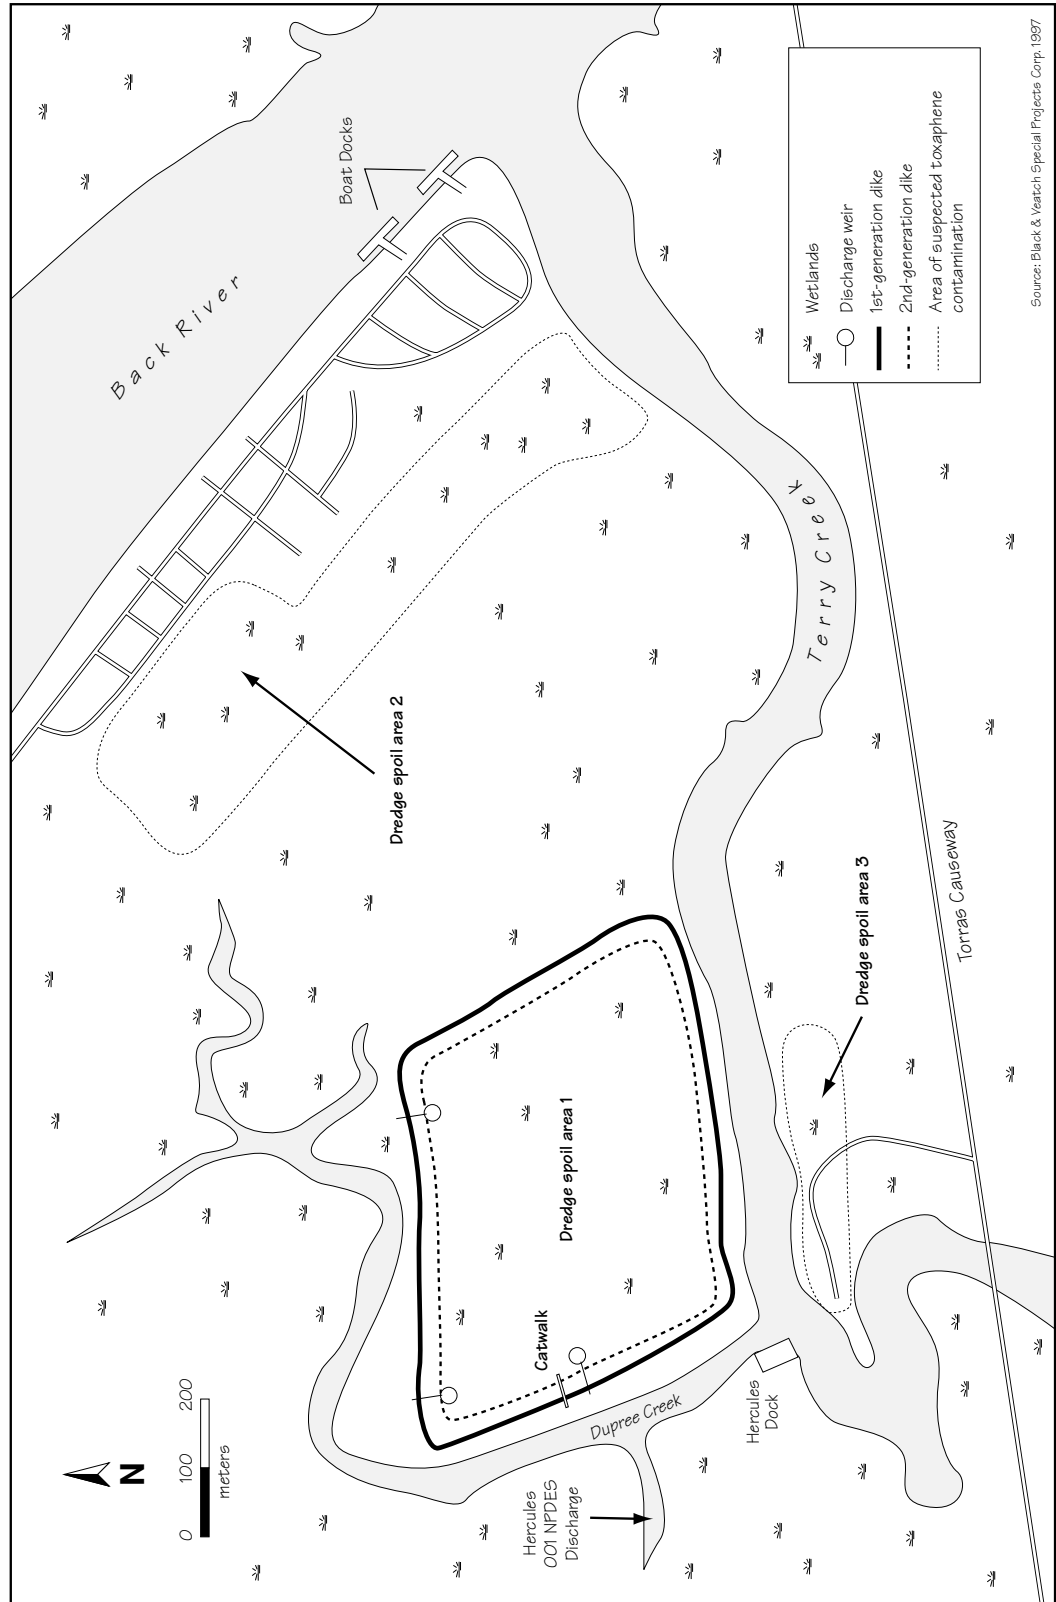 Back River
Boat Docks
Wetlands
Discharge weir
1st-generation dike
2nd-generation dike
Area of suspected toxaphene
contamination
Source: Black & Veatch Special Projects Corp. 1997
Terry Creek
Dredge spoil area 2
Dredge spoil area 3
Torras Causeway
Dredge spoil area 1
Catwalk
Dupree Creek
Hercules
Dock
Hercules
001 NPDES
Discharge
N
0 100 200
meters